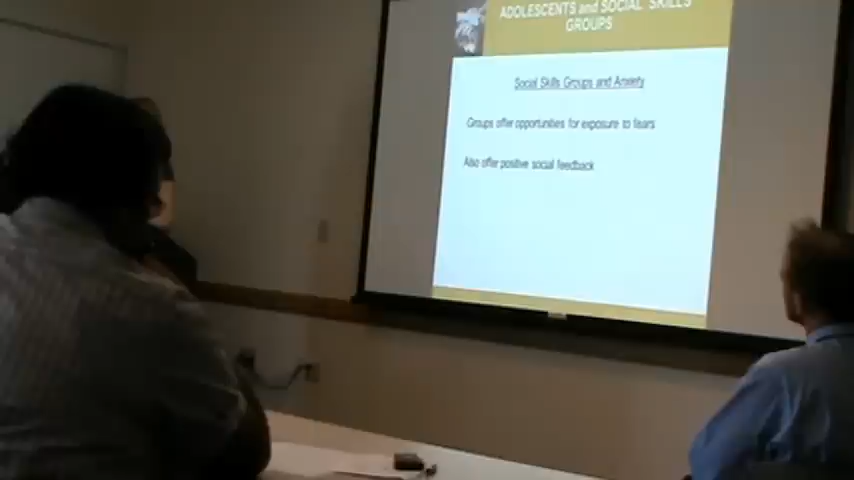 ADOLESCENTS and SOCIAL SKILLS
GROUPS
Social Skills Groups and Anxiety
Groups offer opportunities for exposure to fears
Also offer positive social feedback